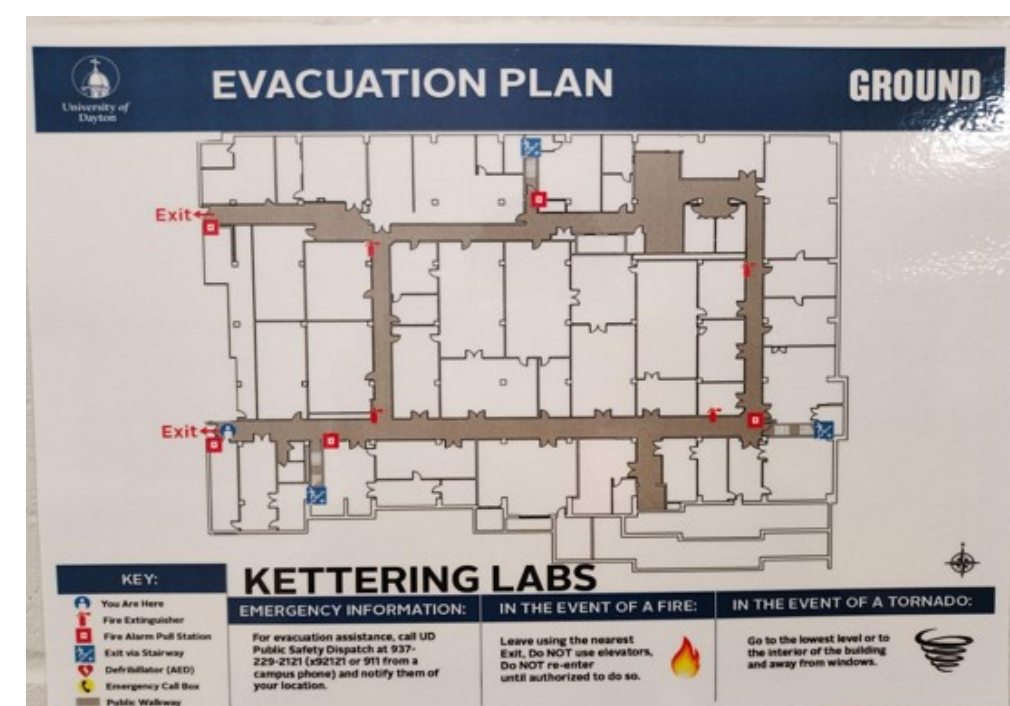 University of
Dayton
EVACUATION PLAN
GROUND
Exit
Exit
KETTERING LABS
KEY:
You Are Here
Fire Extinguisher
Fire Alarm Pull Station
Exit via Stairway
Defribillator (AED)
Emergency Call Box
Public Walkway
EMERGENCY INFORMATION:
For evacuation assistance, call UD
Public Safety Dispatch at 937-
229-2121 (x92121 or 911 from a
campus phone) and notify them of
your location.
IN THE EVENT OF A FIRE:
Leave using the nearest
Exit, Do NOT use elevators,
Do NOT re-enter
until authorized to do so.
IN THE EVENT OF A TORNADO:
Go to the lowest level or to
the interior of the building
and away from windows.